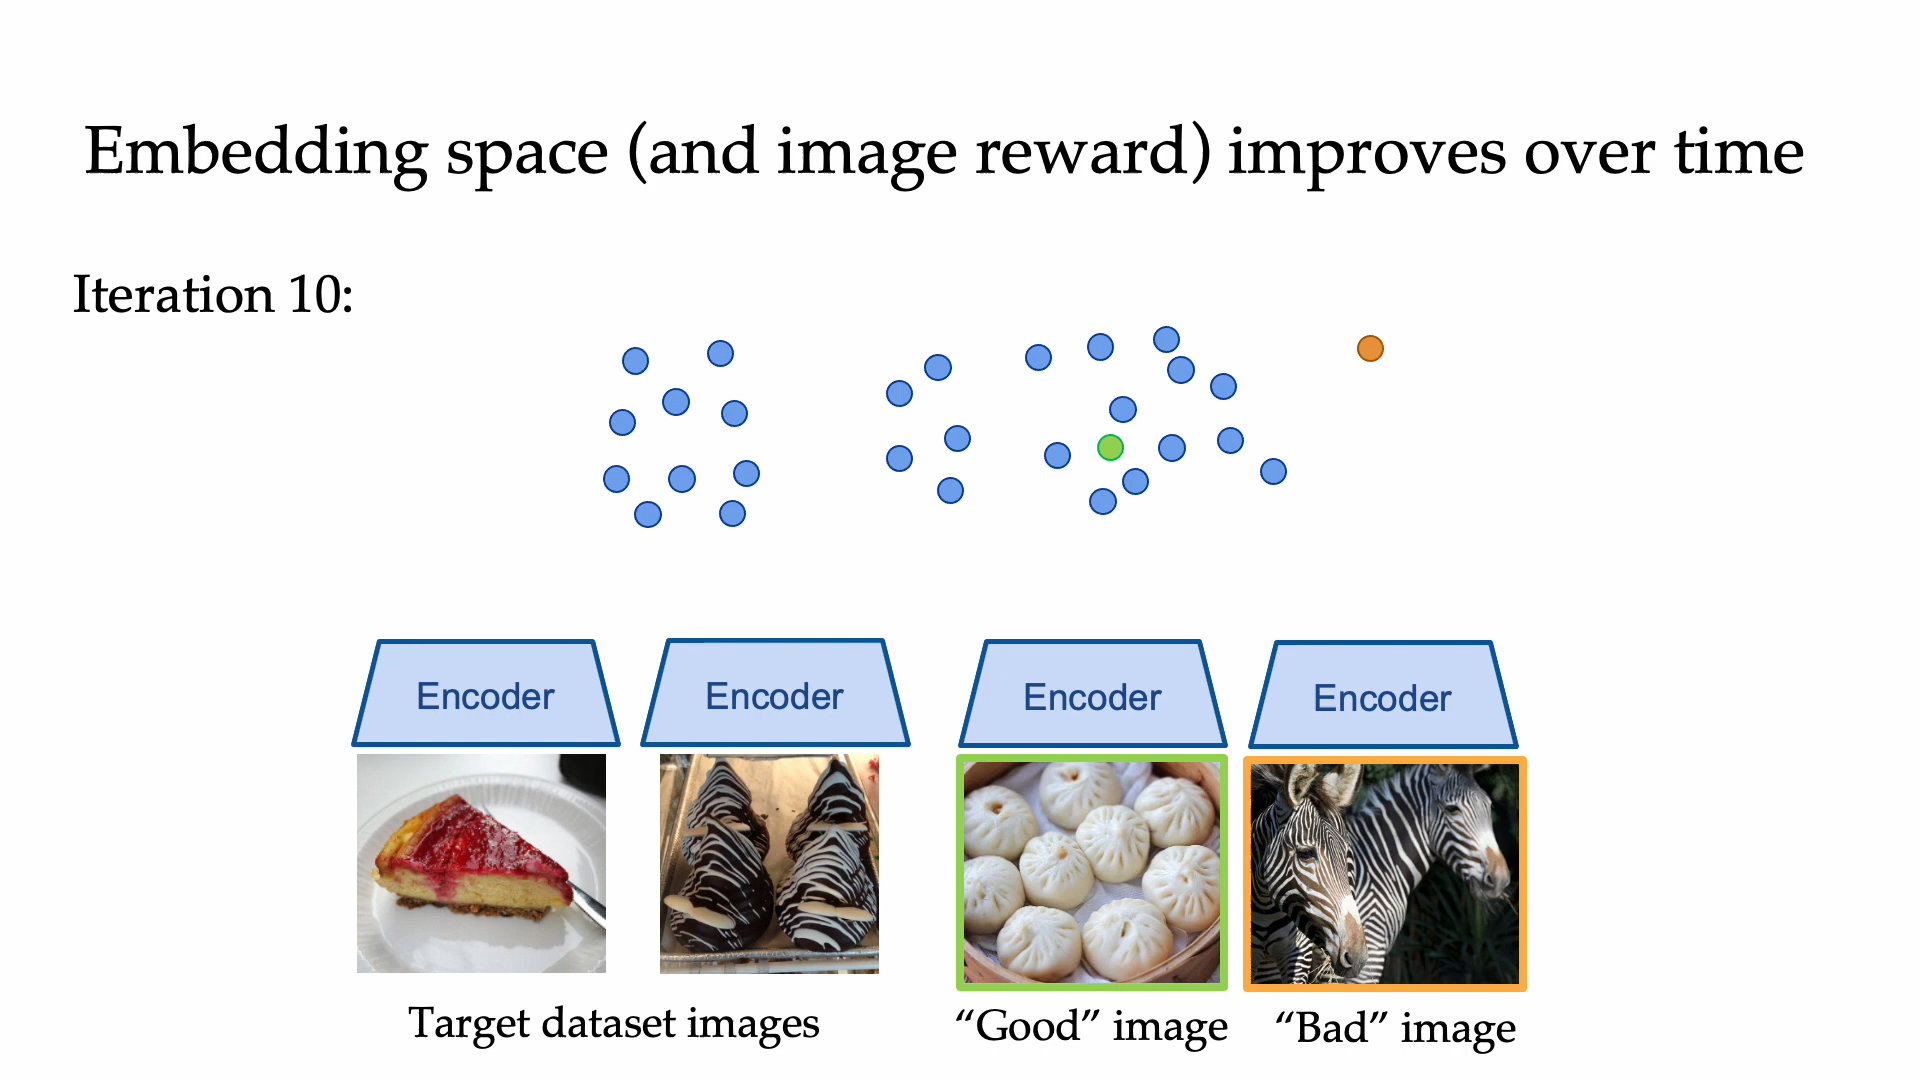 Embedding space (and image reward) improves over time
Iteration 10:
Encoder
Encoder
Encoder
Encoder
Target dataset images
“Good” image
“Bad” image